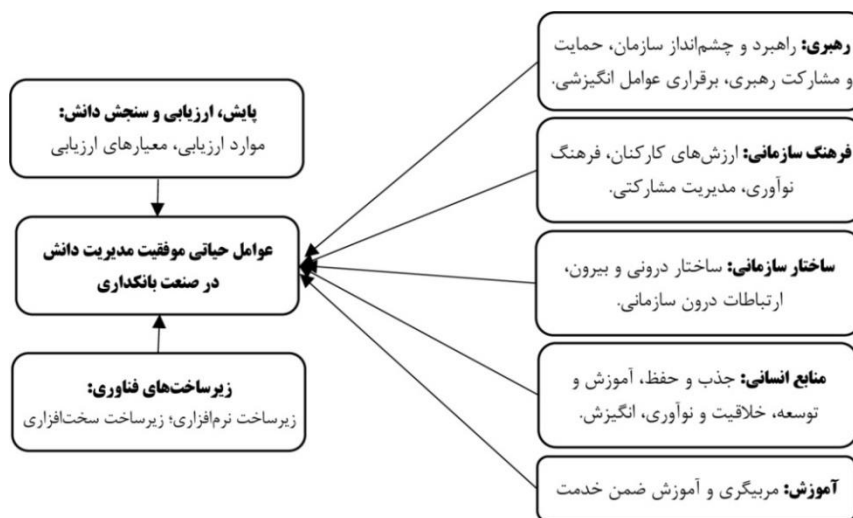 رهبری: راهبرد و چشم‌انداز سازمان، حمایت
و مشارکت رهبری، برقراری عوامل انگیزشی.
فرهنگ سازمانی: ارزش‌های کارکنان، فرهنگ
نوآوری، مدیریت مشارکتی.
ساختار سازمانی: ساختار درونی و بیرون،
ارتباطات درون سازمانی.
منابع انسانی: جذب و حفظ، آموزش و
توسعه، خلاقیت و نوآوری، انگیزش.
آموزش: مربیگری و آموزش ضمن خدمت
پایش، ارزیابی و سنجش دانش:
موارد ارزیابی، معیارهای ارزیابی
عوامل حیاتی موفقیت مدیریت دانش
در صنعت بانکداری
زیرساخت‌های فناوری:
زیرساخت نرم‌افزاری؛ زیرساخت سخت‌افزاری